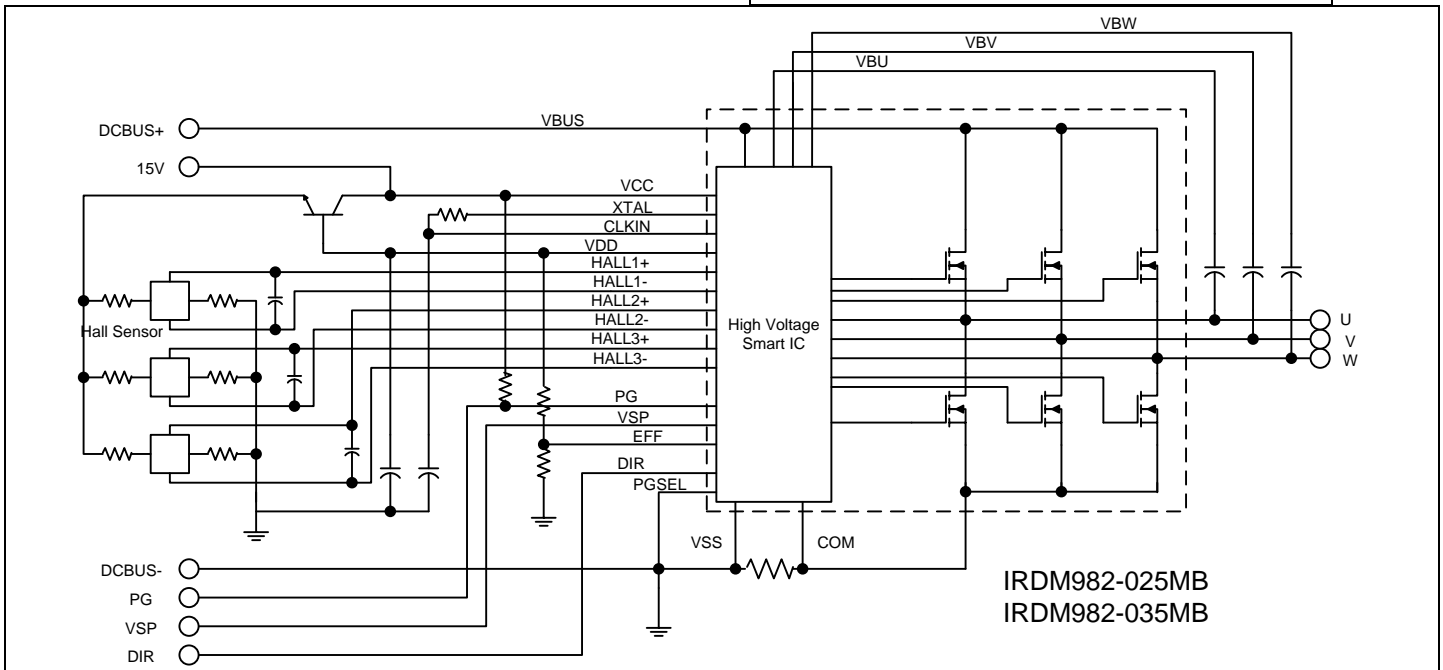 VBW
VBV
VBU
DCBUS+
VBUS
15V
VCC
XTAL
CLKIN
VDD
HALL1+
HALL1-
HALL2+
HALL2-
HALL3+
HALL3-
Hall Sensor
High Voltage
Smart IC
U
V
W
PG
VSP
EFF
DIR
PGSEL
VSS
COM
DCBUS-
PG
VSP
DIR
IRDM982-025MB
IRDM982-035MB